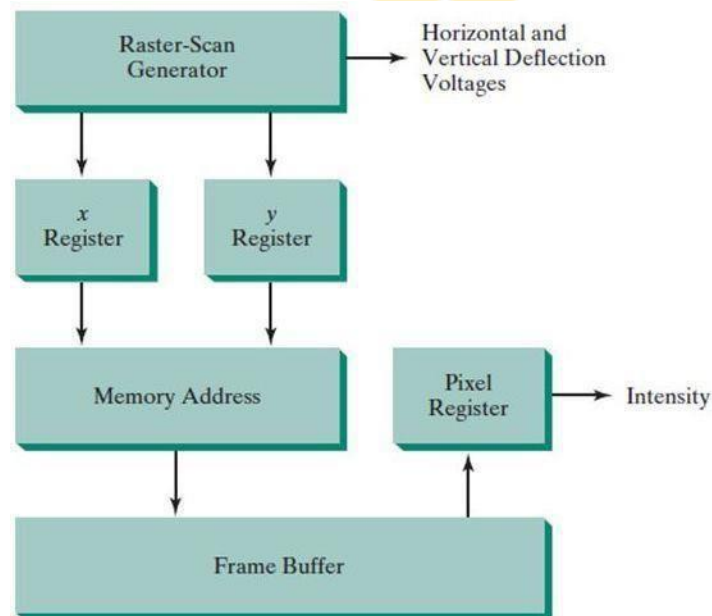 Raster-Scan
Generator
Horizontal and
Vertical Deflection
Voltages
x
Register
y
Register
Memory Address
Pixel
Register
Intensity
Frame Buffer